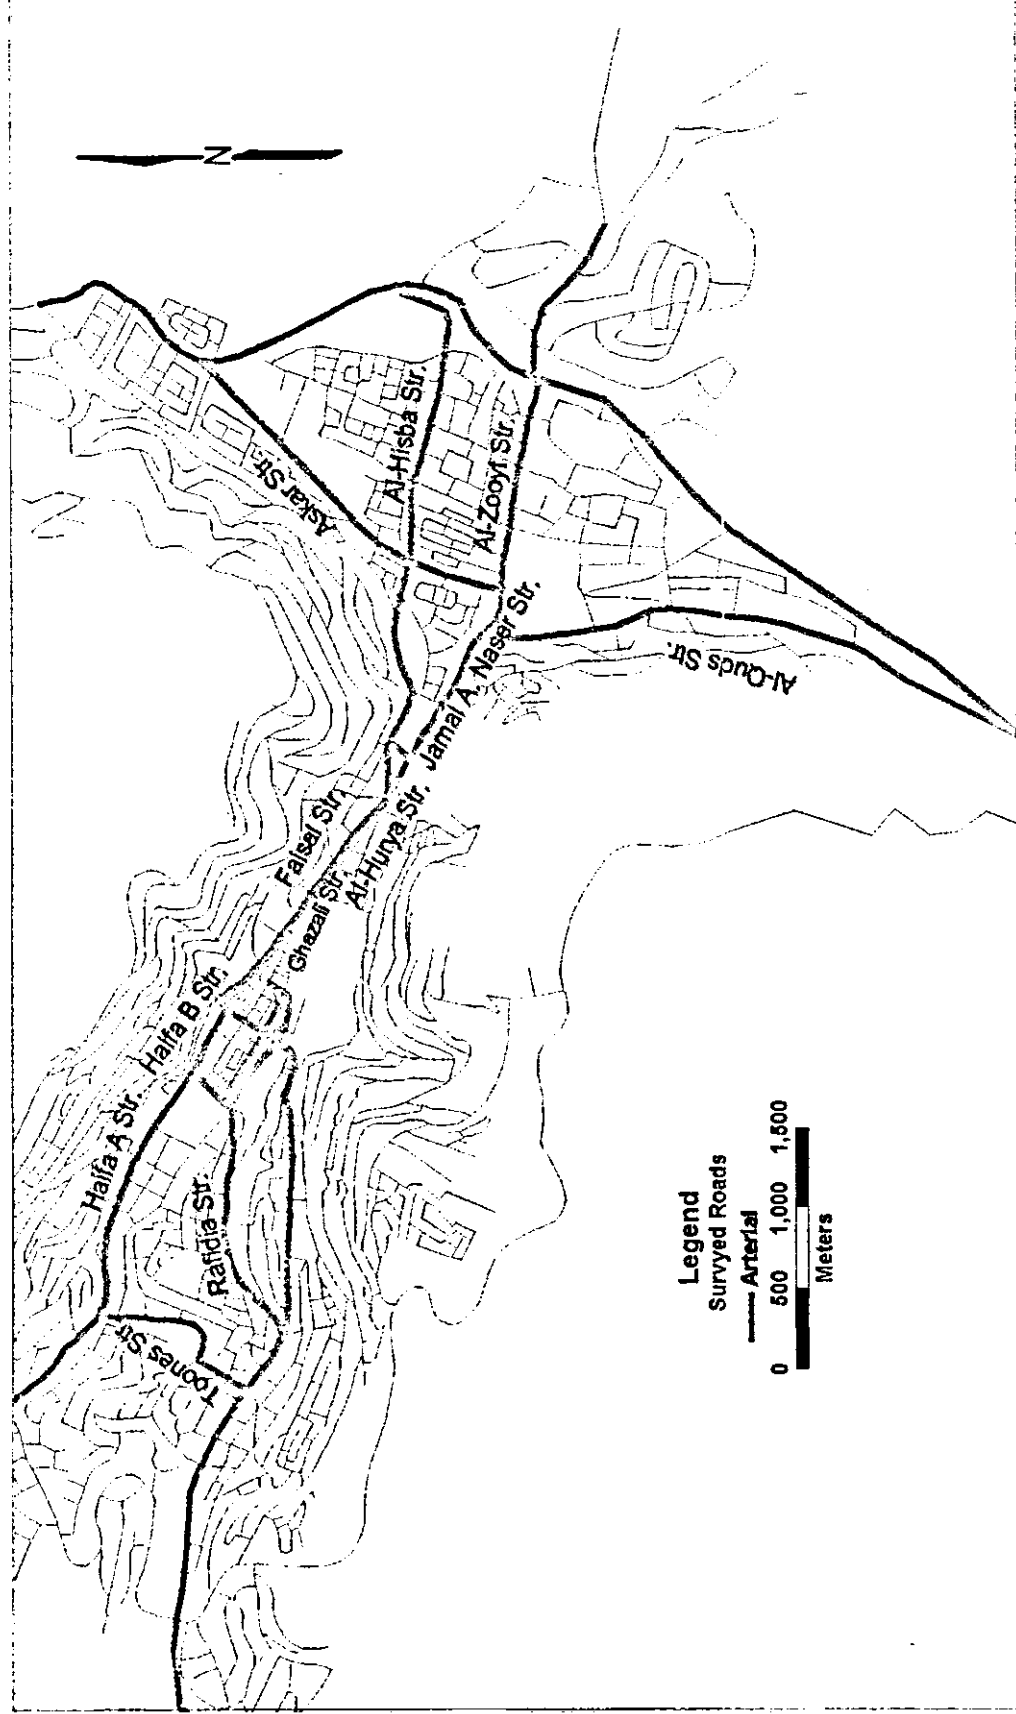 N
Askar Str.
Al-Hisba Str.
Al-Zooyt Str.
Jamal A. Naser Str.
Al-Quds Str.
Faisal Str.
Al-Hurya Str.
Ghazali Str.
Haifa B Str.
Haifa A Str.
Rafidia Str.
Toones Str
Legend
Survyed Roads
Arterial
0 500 1,000 1,500
Meters